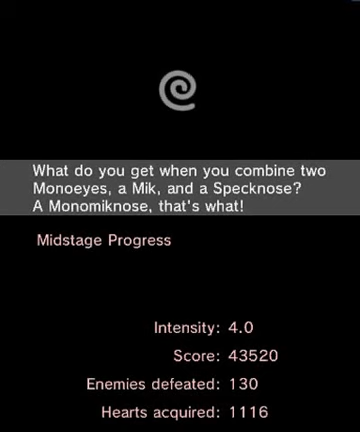 What do you get when you combine two
Monoeyes, a Mik, and a Specknose?
A Monomiknose, that's what!
Midstage Progress
Intensity: 4.0
Score: 43520
Enemies defeated: 130
Hearts acquired: 1116